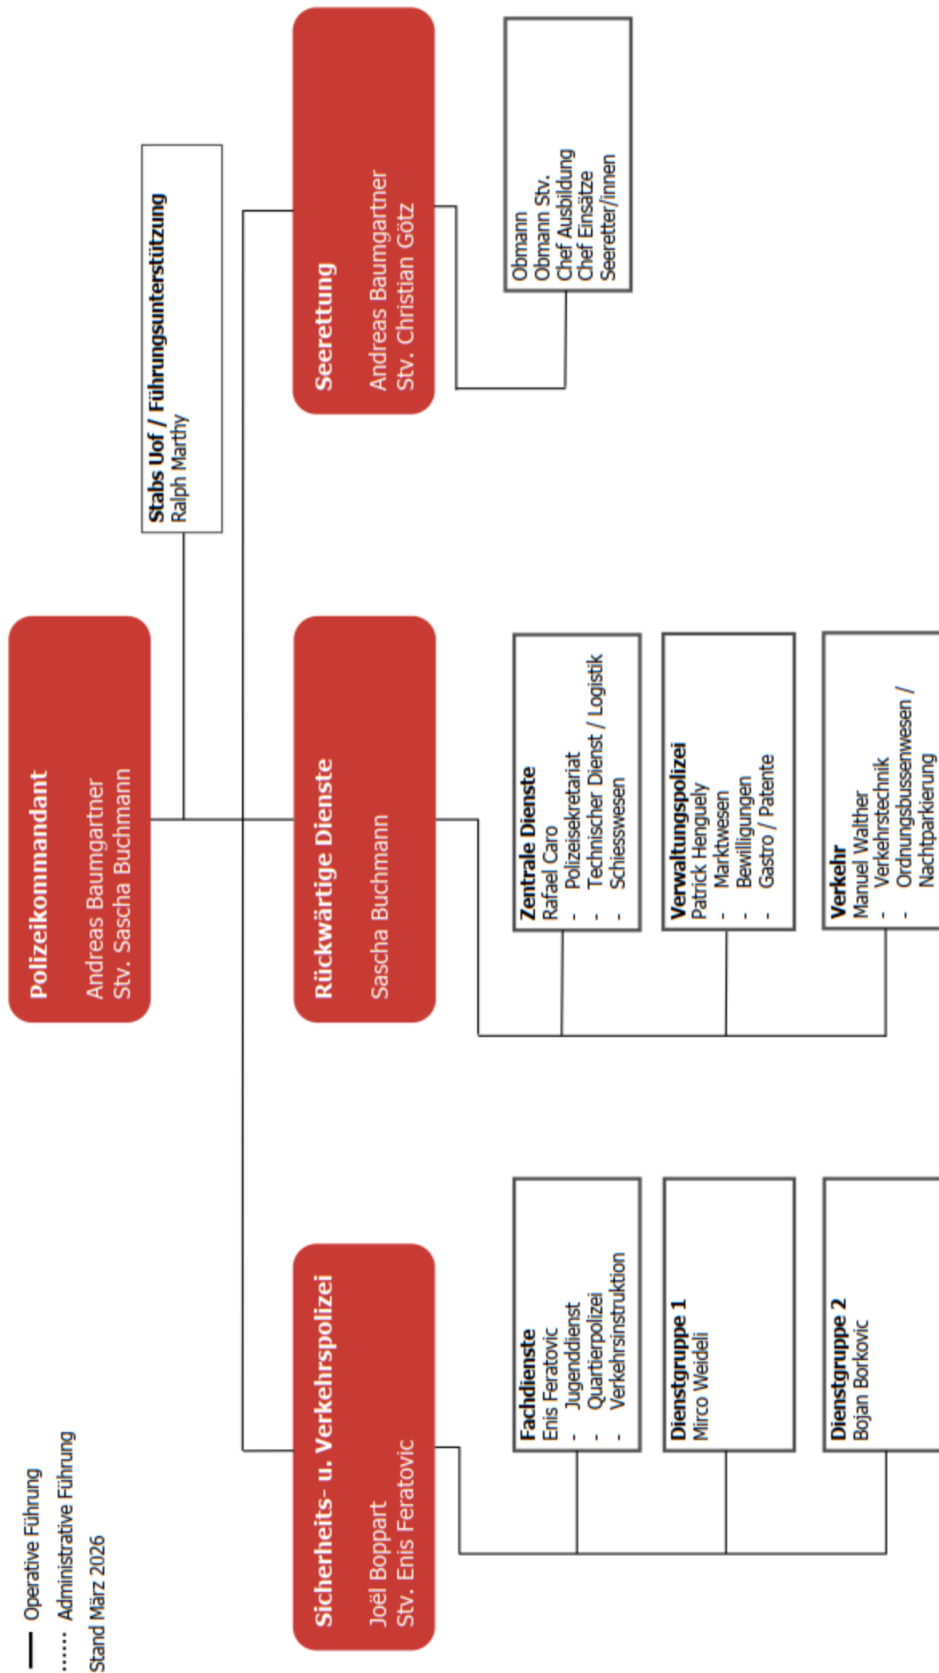 Operative Führung
Administrative Führung
Stand März 2026
Polizeikommandant
Andreas Baumgartner
Stv. Sascha Buchmann
Stabs Uof / Führungsunterstützung
Ralph Marthy
Sicherheits- u. Verkehrspolizei
Joël Boppart
Stv. Enis Feratovic
Rückwärtige Dienste
Sascha Buchmann
Seerettung
Andreas Baumgartner
Stv. Christian Götz
Fachdienste
Enis Feratovic
- Jugenddienst
- Quartierpolizei
- Verkehrsinstruktion
Dienstgruppe 1
Mirco Weideli
Dienstgruppe 2
Bojan Borkovic
Zentrale Dienste
Rafael Caro
- Polizeisekretariat
- Technischer Dienst / Logistik
- Schiesswesen
Verwaltungspolizei
Patrick Henguely
- Marktwesen
- Bewilligungen
- Gastro / Patente
Verkehr
Manuel Walther
- Verkehrstechnik
- Ordnungsbussenwesen /
Nachtparkierung
Obmann
Obmann Stv.
Chef Ausbildung
Chef Einsätze
Seeretter/innen